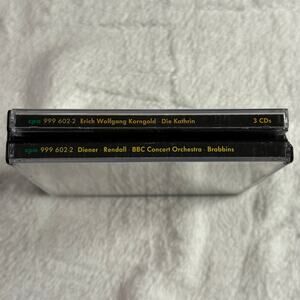 cpo 999 602-2 Erich Wolfgang Korngold · Die Kathrin 3 CDs
cpo 999 602-2 Diener · Rendall · BBC Concert Orchestra · Brabbins